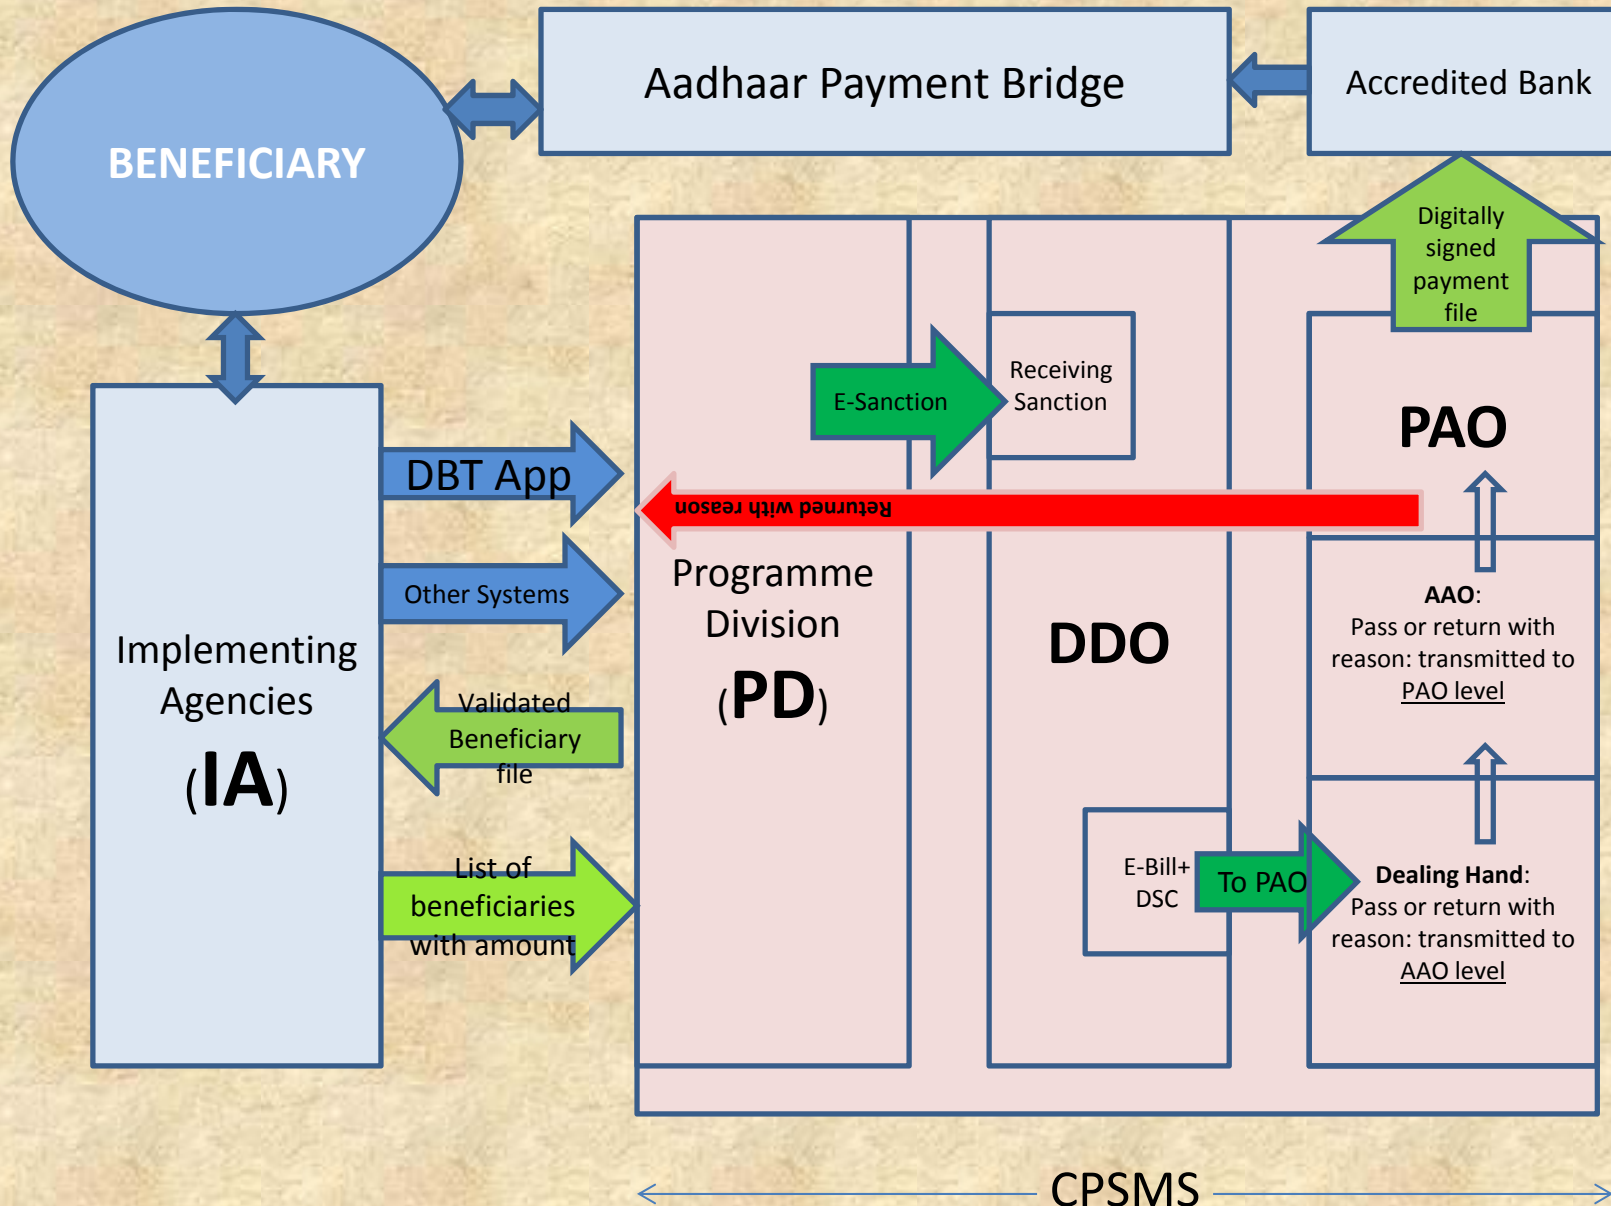 Aadhaar Payment Bridge
Accredited Bank
BENEFICIARY
Digitally
signed
payment
file
E-Sanction
Receiving
Sanction
PAO
DBT App
Returned with reason
Other Systems
Programme
Division
(PD)
DDO
AAO:
Pass or return with
reason: transmitted to
PAO level
Implementing
Agencies
(IA)
Validated
Beneficiary
file
List of
beneficiaries
with amount
E-Bill+
DSC
To PAO
Dealing Hand:
Pass or return with
reason: transmitted to
AAO level
CPSMS